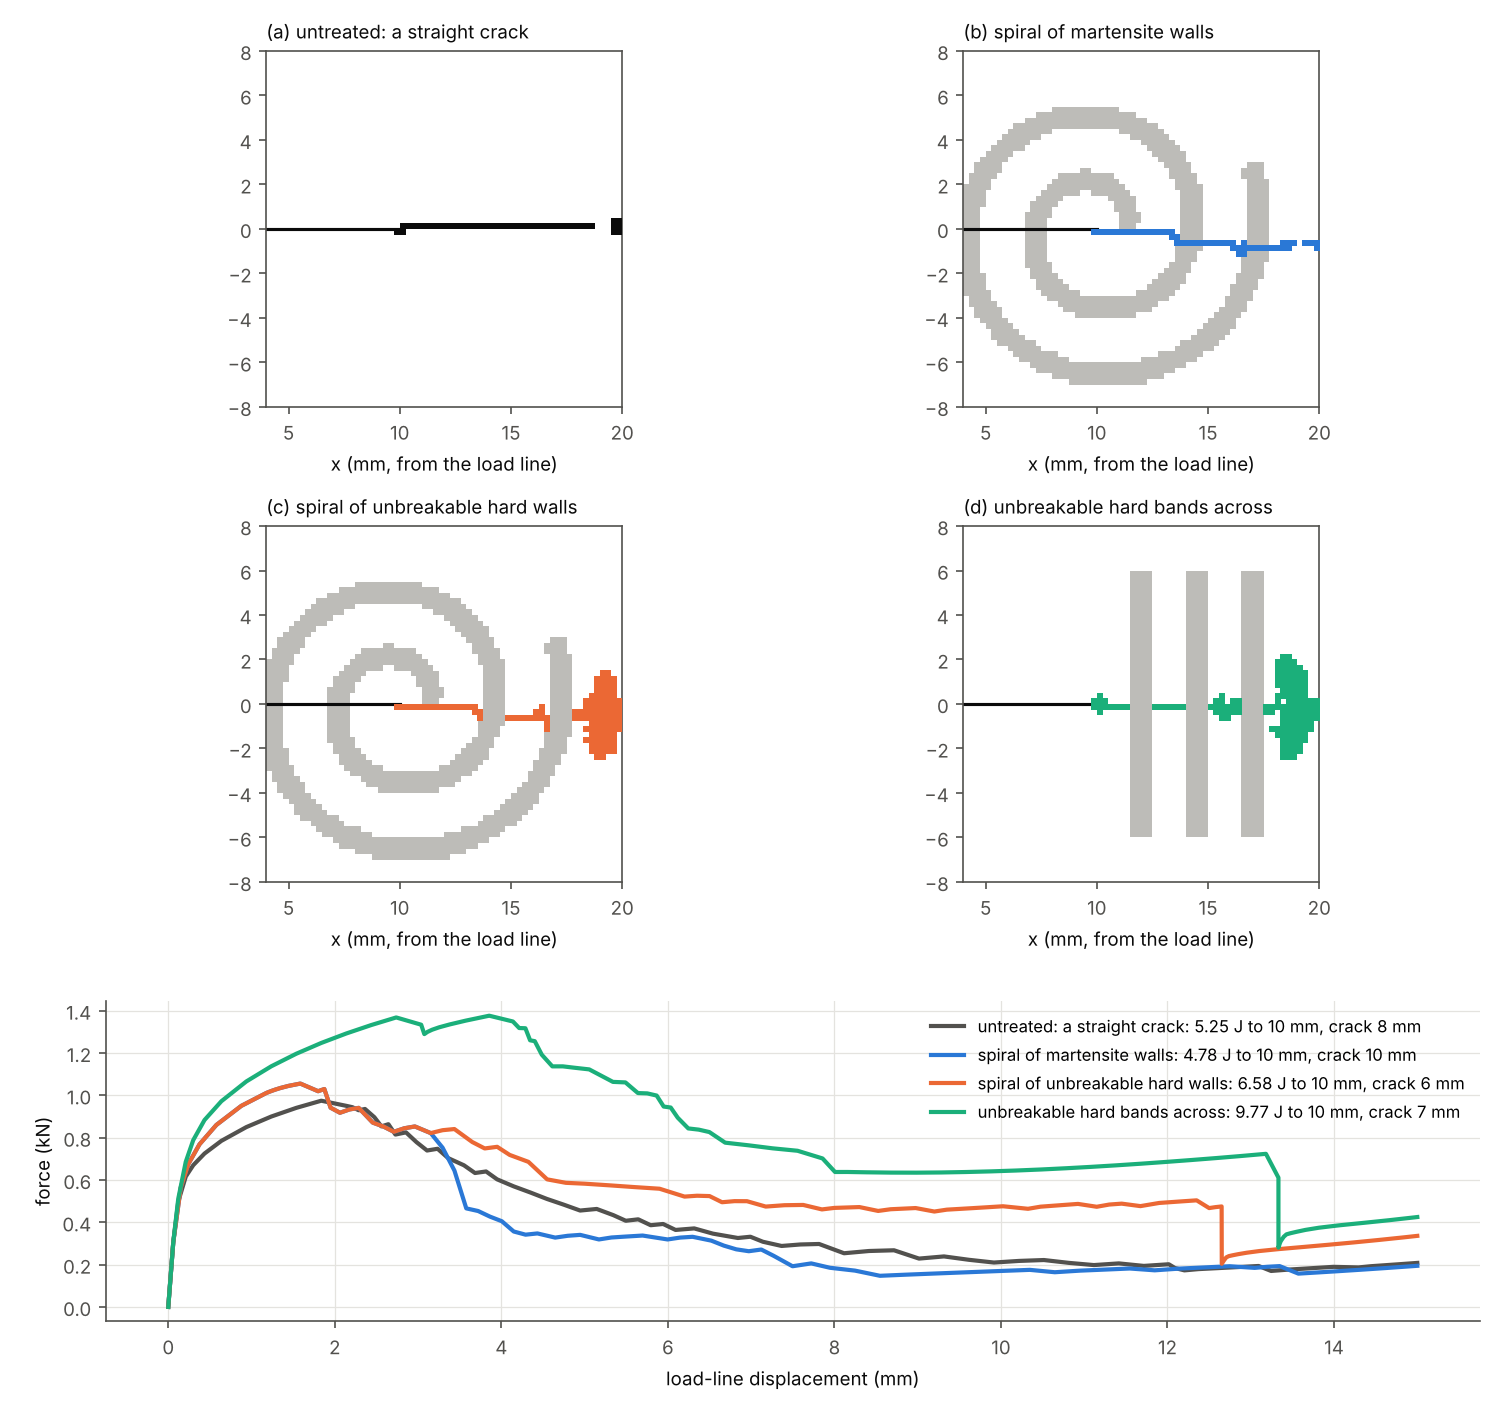 (a) untreated: a straight crack
8
6
4
2
0
−2
−4
−6
−8
5 10 15 20
x (mm, from the load line)
(b) spiral of martensite walls
8
6
4
2
0
−2
−4
−6
−8
5 10 15 20
x (mm, from the load line)
(c) spiral of unbreakable hard walls
8
6
4
2
0
−2
−4
−6
−8
5 10 15 20
x (mm, from the load line)
(d) unbreakable hard bands across
8
6
4
2
0
−2
−4
−6
−8
5 10 15 20
x (mm, from the load line)
force (kN)
1.4
1.2
1.0
0.8
0.6
0.4
0.2
0.0
untreated: a straight crack: 5.25 J to 10 mm, crack 8 mm
spiral of martensite walls: 4.78 J to 10 mm, crack 10 mm
spiral of unbreakable hard walls: 6.58 J to 10 mm, crack 6 mm
unbreakable hard bands across: 9.77 J to 10 mm, crack 7 mm
0 2 4 6 8 10 12 14
load-line displacement (mm)